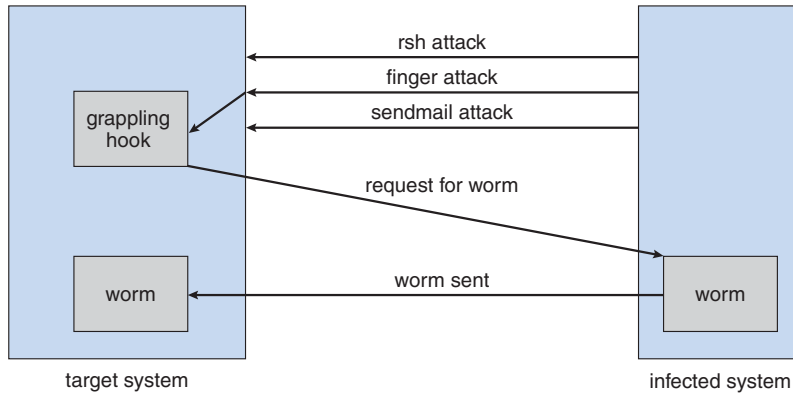 rsh attack
finger attack
sendmail attack
grappling
hook
request for worm
worm
worm sent
worm
target system
infected system